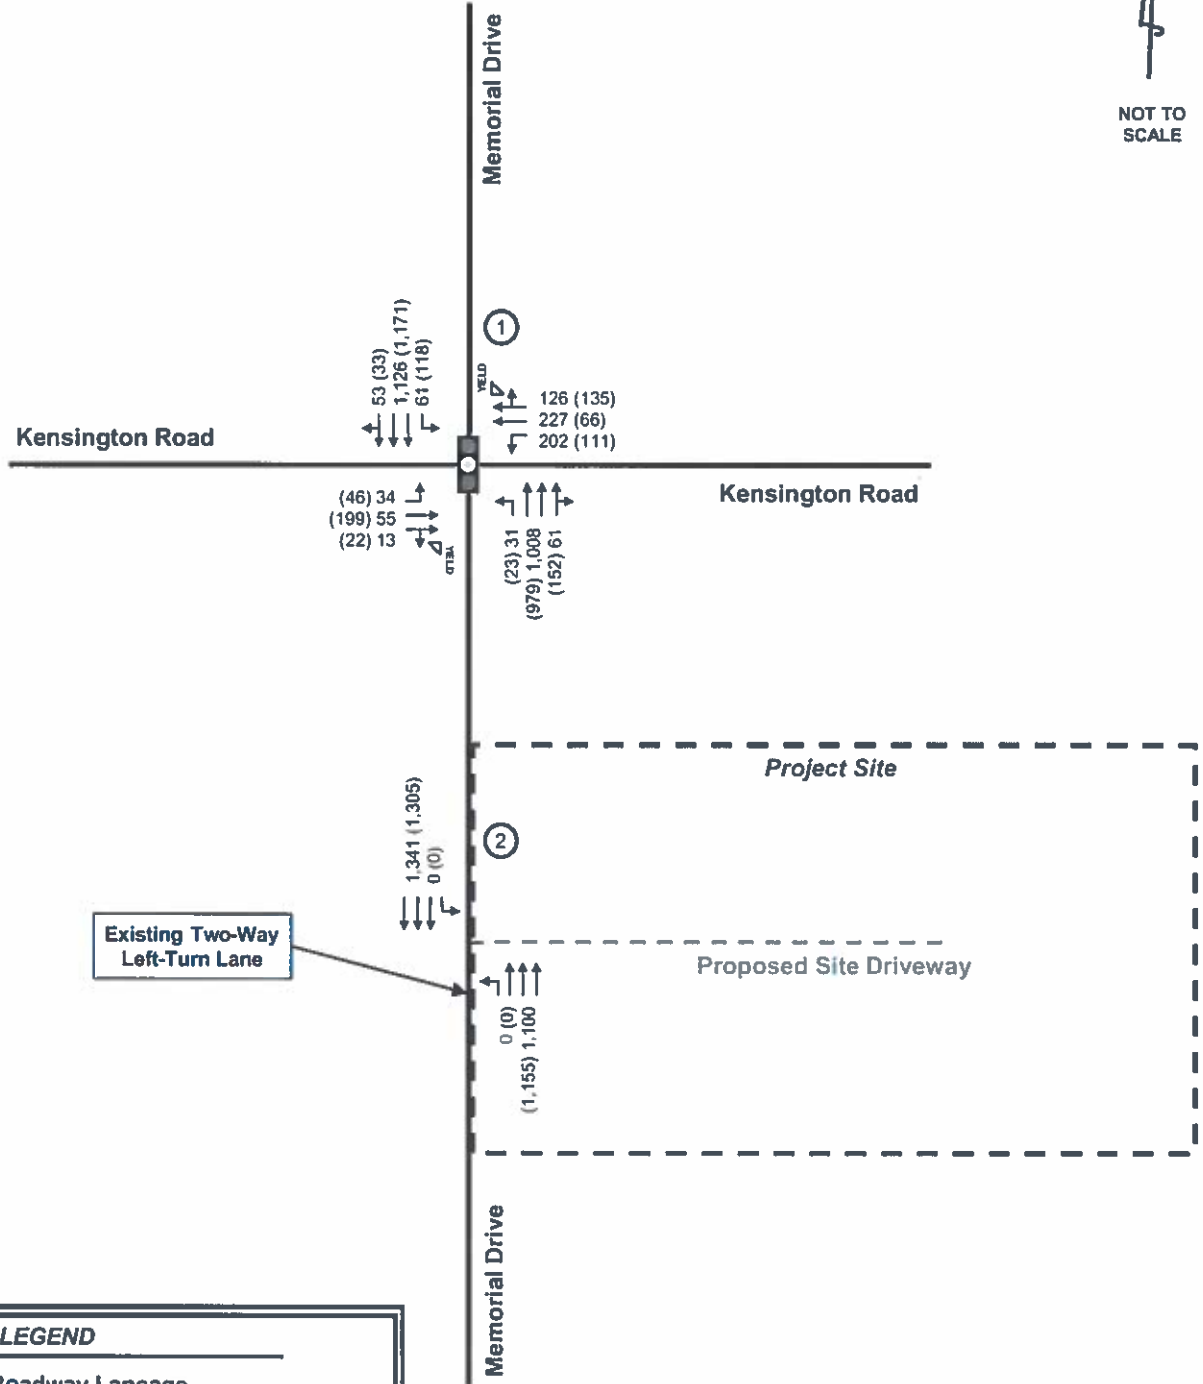 Memorial Drive
NOT TO
SCALE
1
53 (33)
1,126 (1,171)
61 (118)
YIELD
126 (135)
227 (66)
202 (111)
Kensington Road
(46) 34
(199) 55
(22) 13
YIELD
Kensington Road
(23) 31
(979) 1,008
(152) 61
Project Site
2
1,341 (1,305)
0 (0)
Existing Two-Way
Left-Turn Lane
Proposed Site Driveway
0 (0)
(1,155) 1,100
Memorial Drive
LEGEND